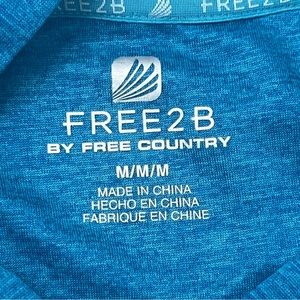 FREE2B
FREE2B
BY FREE COUNTRY
M/M/M
MADE IN CHINA
HECHO EN CHINA
FABRIQUE EN CHINE